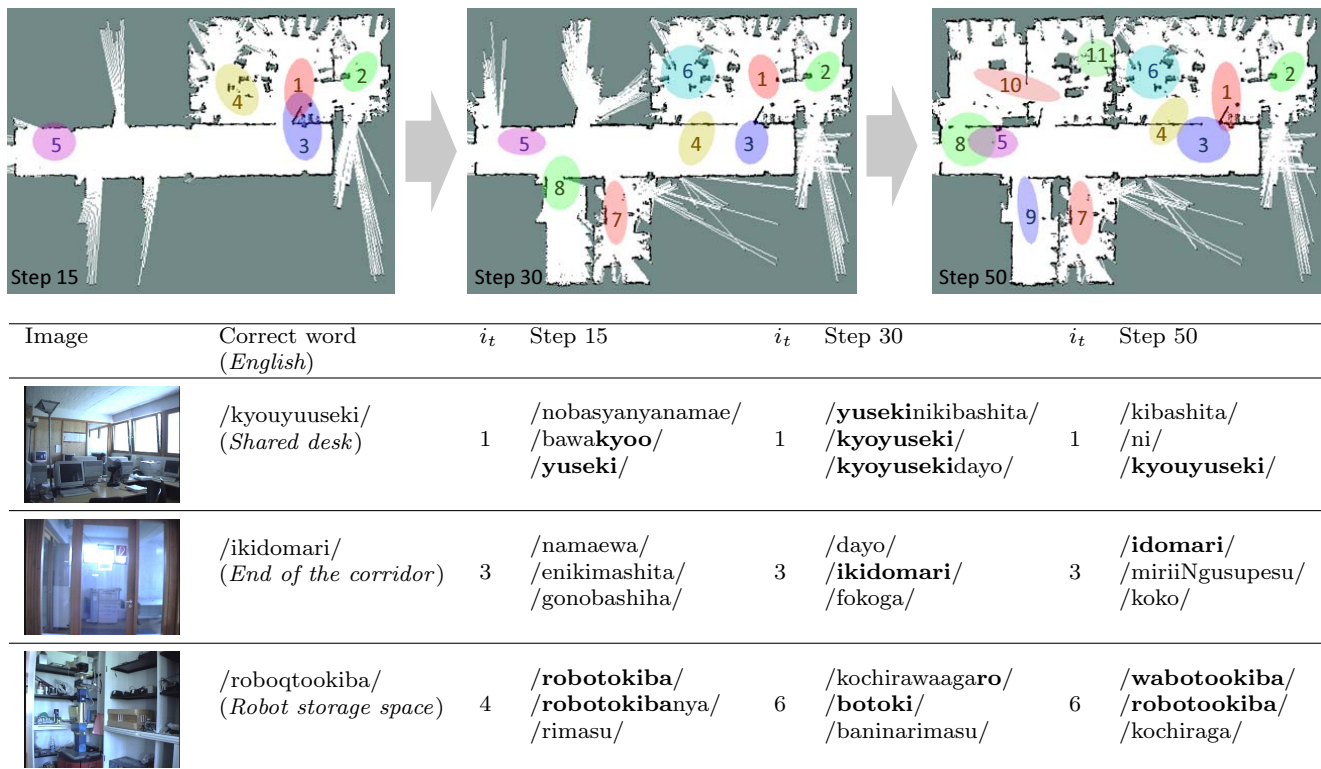 1
2
4
3
5
Step 15
6
1
2
4
3
5
8
7
Step 30
11
6
10
2
1
4
3
8
5
9
7
Step 50
Image Correct word i_t Step 15 i_t Step 30 i_t Step 50
(English)
/kyouyuuseki/
(Shared desk)
1
/nobasyanyanamae/
/bawakyoo/
/yuseki/
1
/yusekinikibashita/
/kyoyuseki/
/kyoyusekidayo/
1
/kibashita/
/ni/
/kyouyuseki/
/ikidomari/
(End of the corridor)
3
/namaewa/
/enikimashita/
/gonobashiha/
3
/dayo/
/ikidomari/
/fokoga/
3
/idomari/
/miriiNgusupesu/
/koko/
/roboqtookiba/
(Robot storage space)
4
/robotokiba/
/robotokibanya/
/rimasu/
6
/kochirawaagaro/
/botoki/
/baninarimasu/
6
/wabotookiba/
/robotookiba/
/kochiraga/